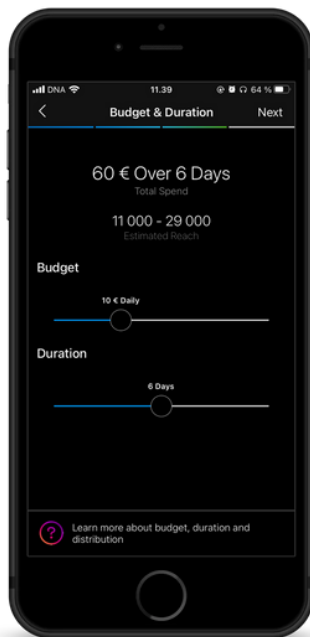 DNA 11.39 64 %
Budget & Duration Next
60 € Over 6 Days
Total Spend
11 000 - 29 000
Estimated Reach
Budget
10 € Daily
Duration
6 Days
?
Learn more about budget, duration and
distribution